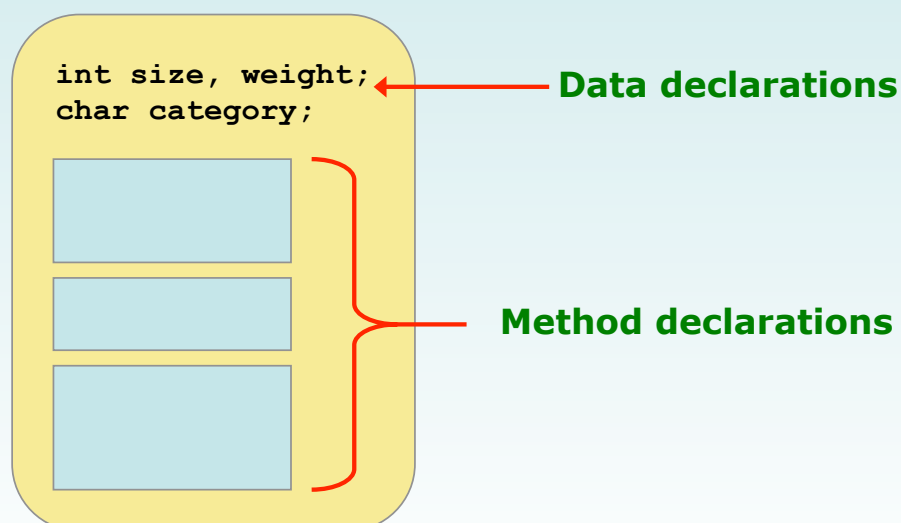 int size, weight;
char category;
Data declarations
Method declarations